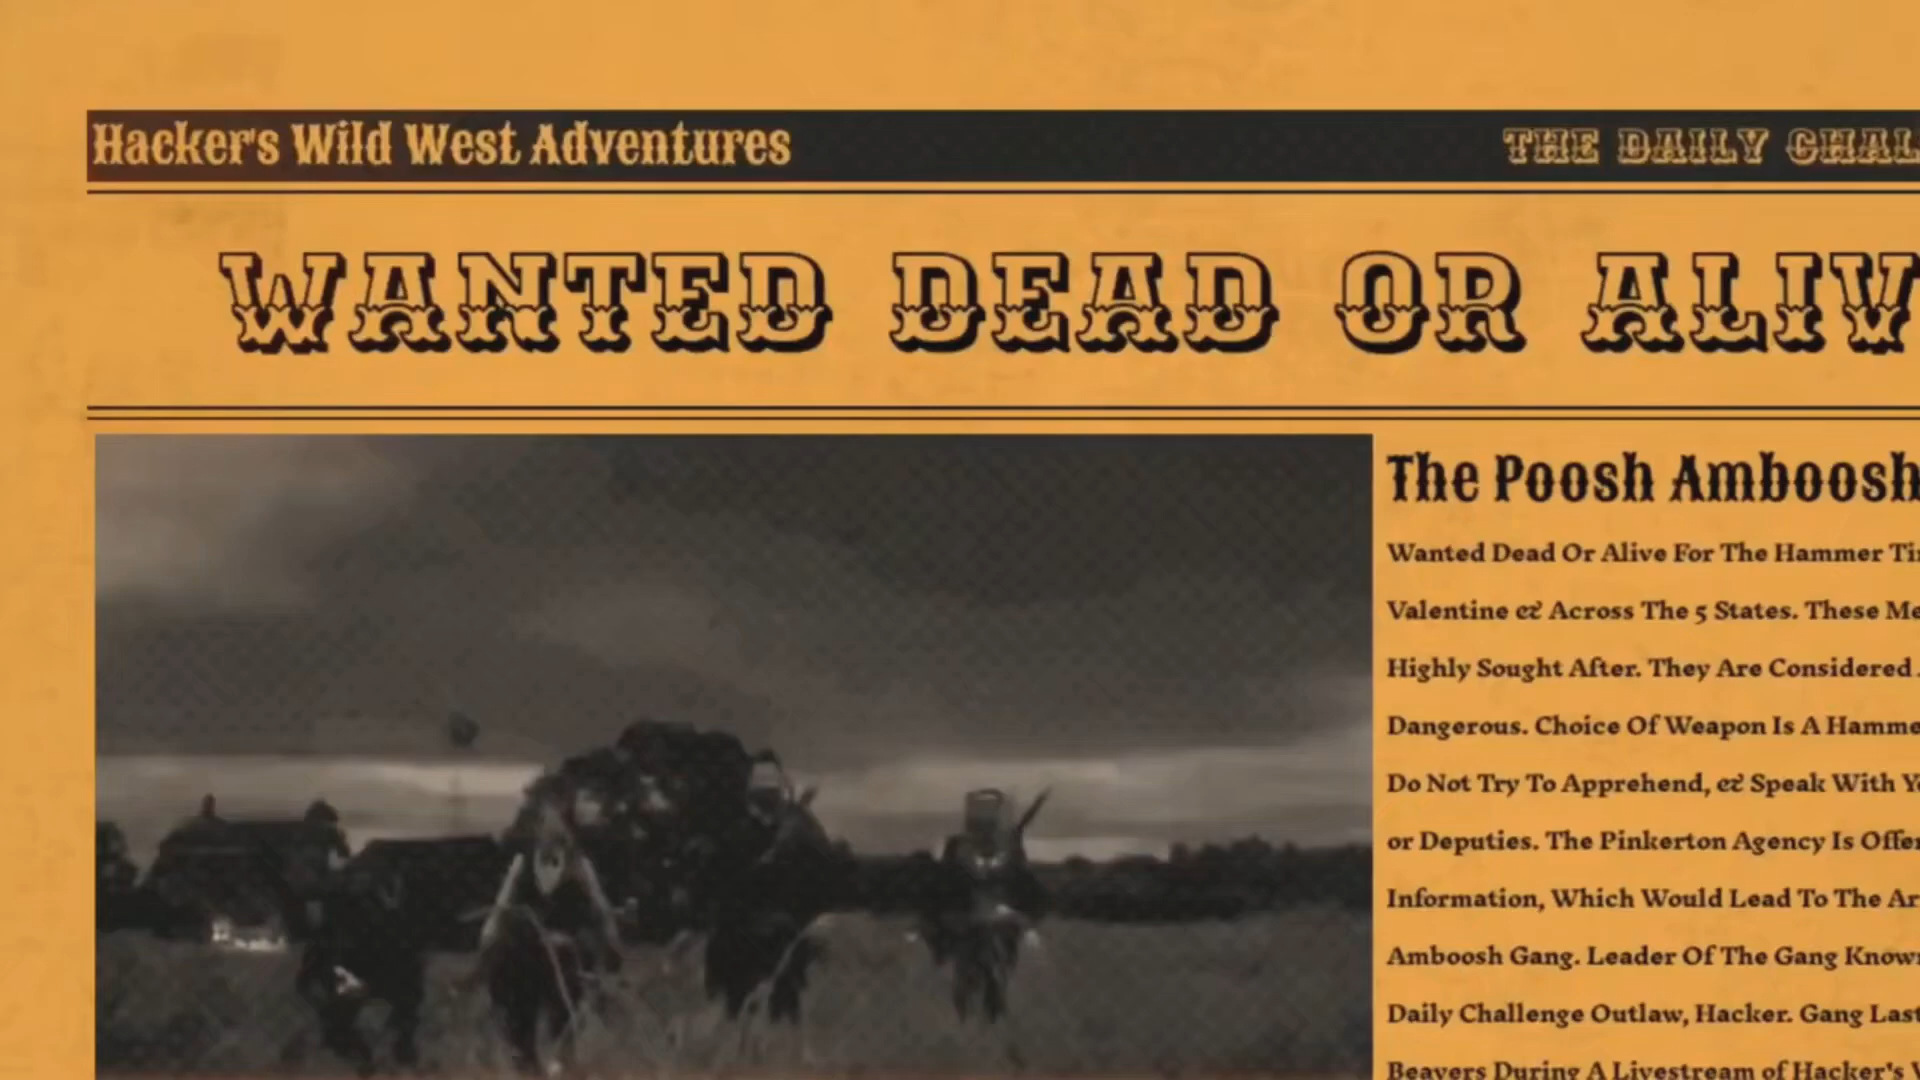 Hacker's Wild West Adventures
THE DAILY
WANTED DEAD OR
The Poosh Amboosh
Wanted Dead Or Alive For The Hammer
Valentine & Across The 5 States. These
Highly Sought After. They Are Considered
Dangerous. Choice Of Weapon Is A
Do Not Try To Apprehend, & Speak With
or Deputies. The Pinkerton Agency Is
Information, Which Would Lead To The
Amboosh Gang. Leader Of The Gang
Daily Challenge Outlaw, Hacker. Gang Last
Beavers During A Livestream of Hacker's